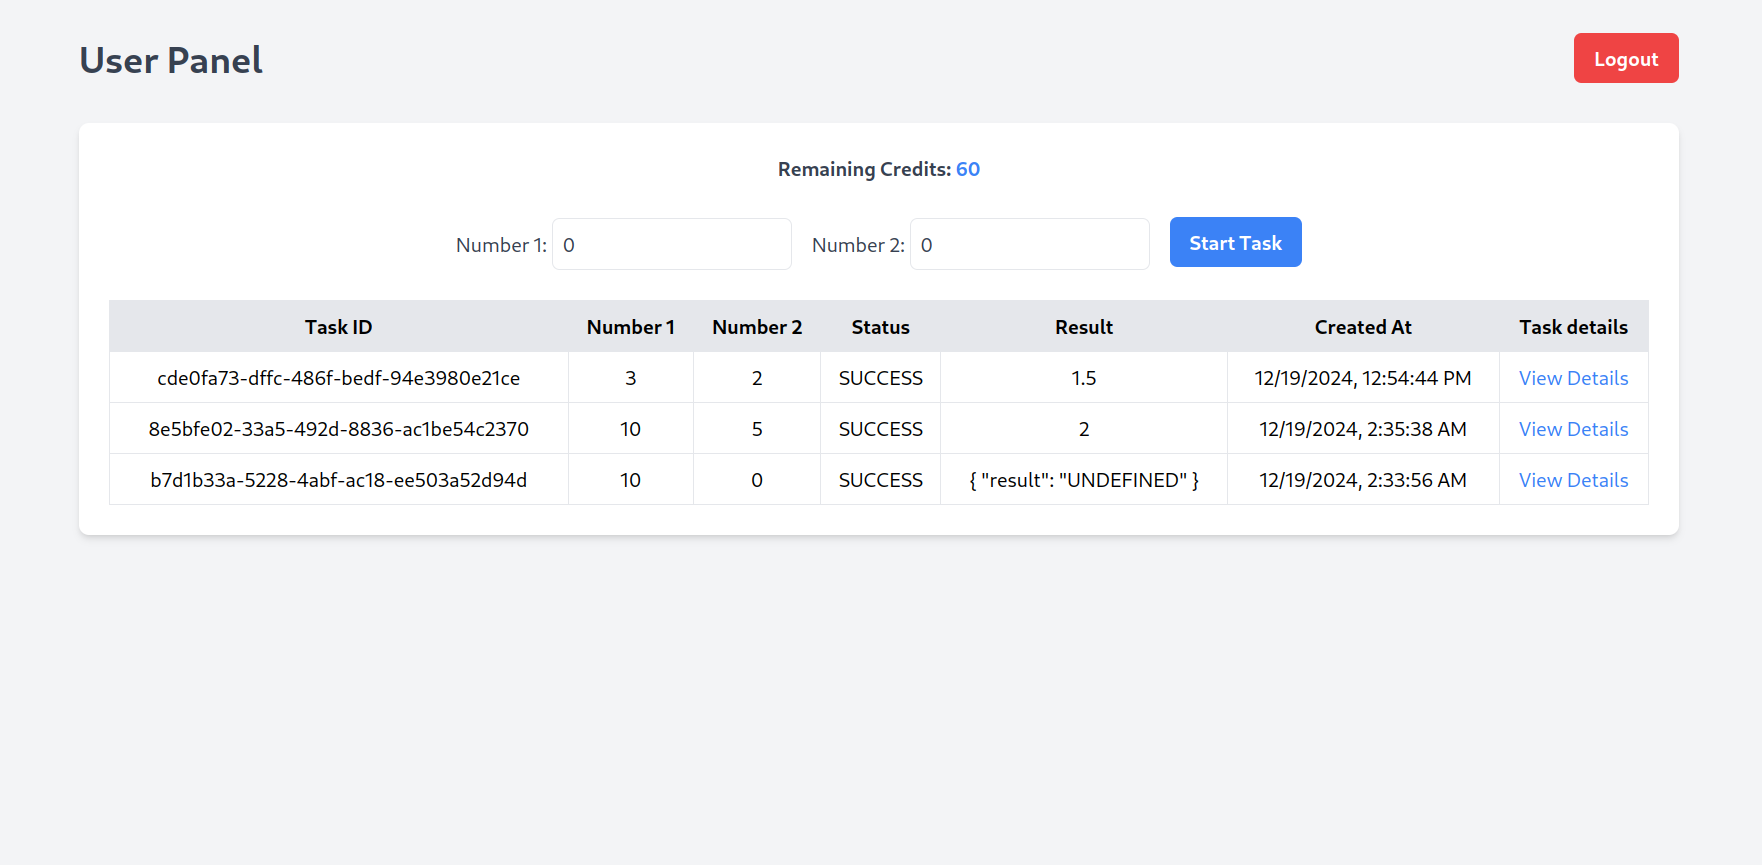 User Panel
Logout
Remaining Credits: 60
Number 1: 0 Number 2: 0 Start Task
Task ID Number 1 Number 2 Status Result Created At Task details
cde0fa73-dffc-486f-bedf-94e3980e21ce 3 2 SUCCESS 1.5 12/19/2024, 12:54:44 PM View Details
8e5bfe02-33a5-492d-8836-ac1be54c2370 10 5 SUCCESS 2 12/19/2024, 2:35:38 AM View Details
b7d1b33a-5228-4abf-ac18-ee503a52d94d 10 0 SUCCESS { "result": "UNDEFINED" } 12/19/2024, 2:33:56 AM View Details